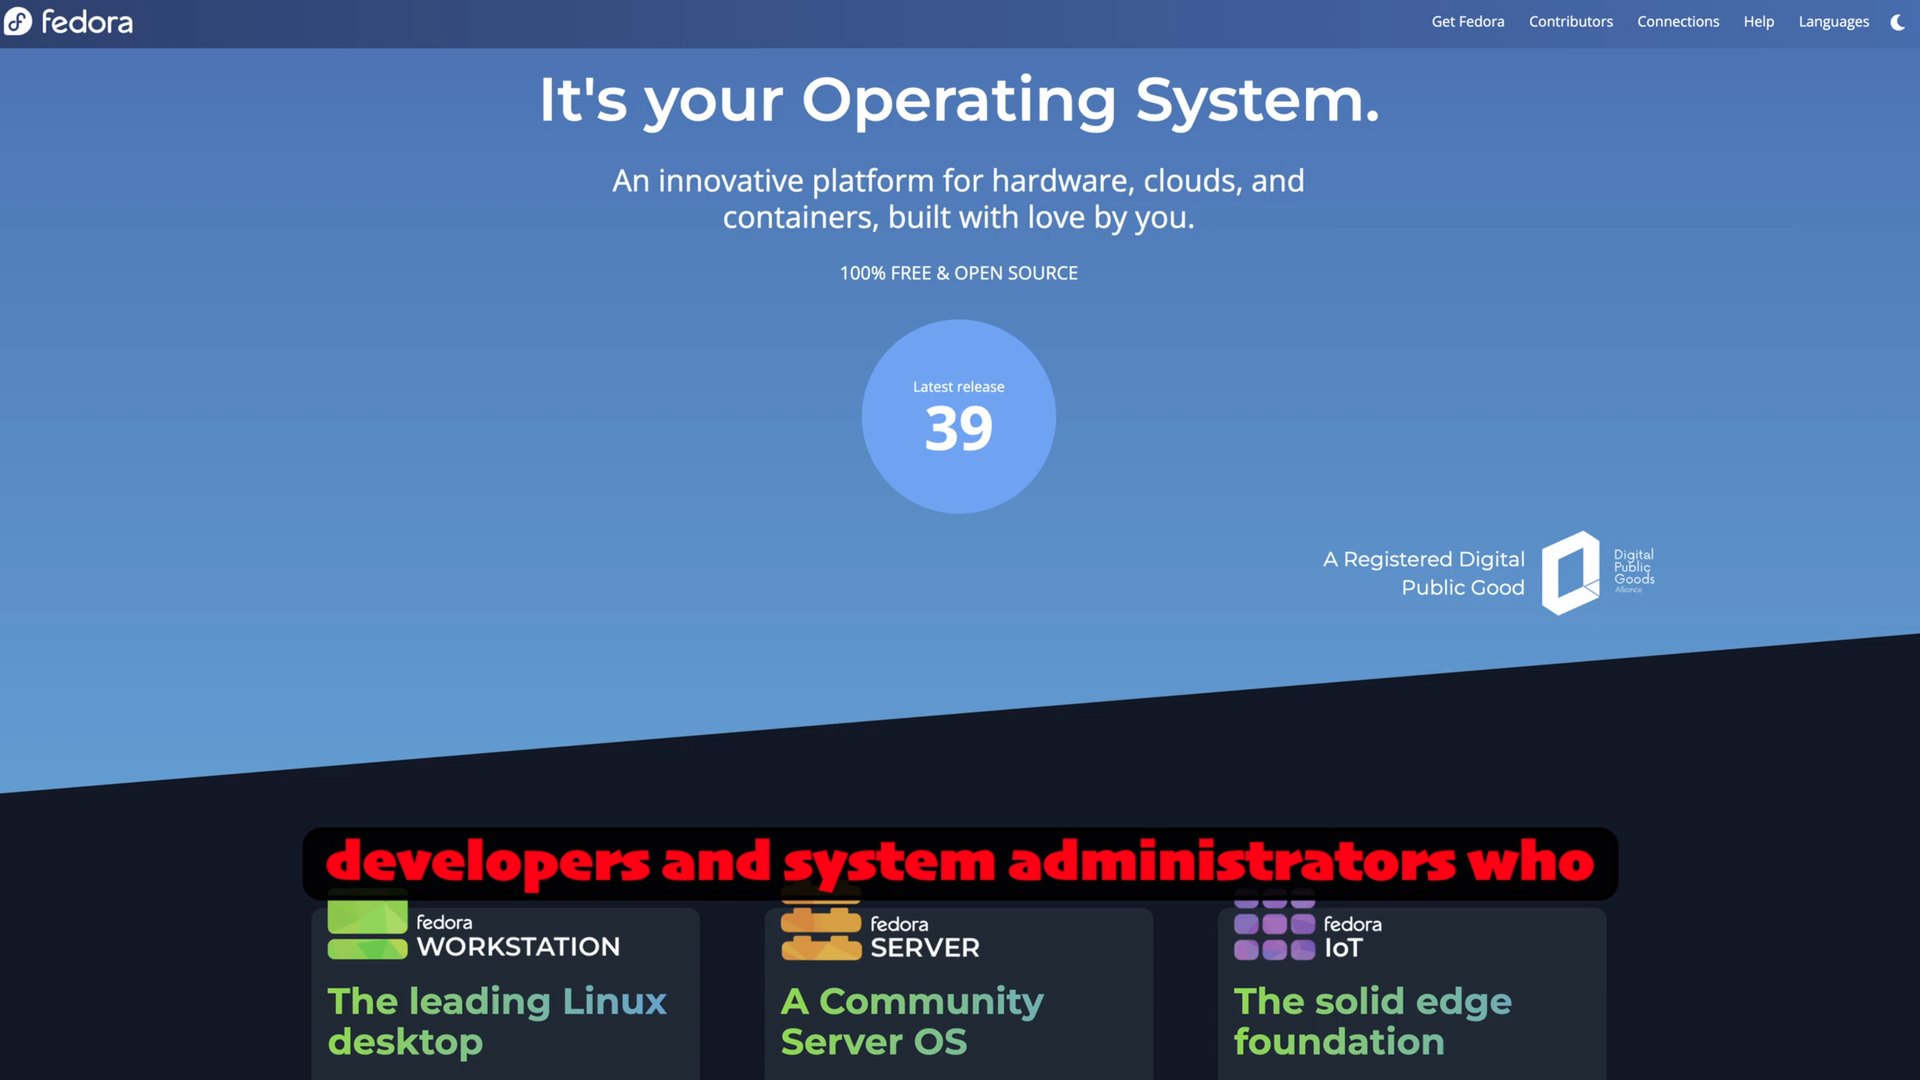 fedora
Get Fedora
Contributors
Connections
Help
Languages
It's your Operating System.
An innovative platform for hardware, clouds, and
containers, built with love by you.
100% FREE & OPEN SOURCE
Latest release
39
A Registered Digital
Public Good
Digital
Public
Goods
Alliance
developers and system administrators who
fedora
WORKSTATION
The leading Linux
desktop
fedora
SERVER
A Community
Server OS
fedora
IoT
The solid edge
foundation